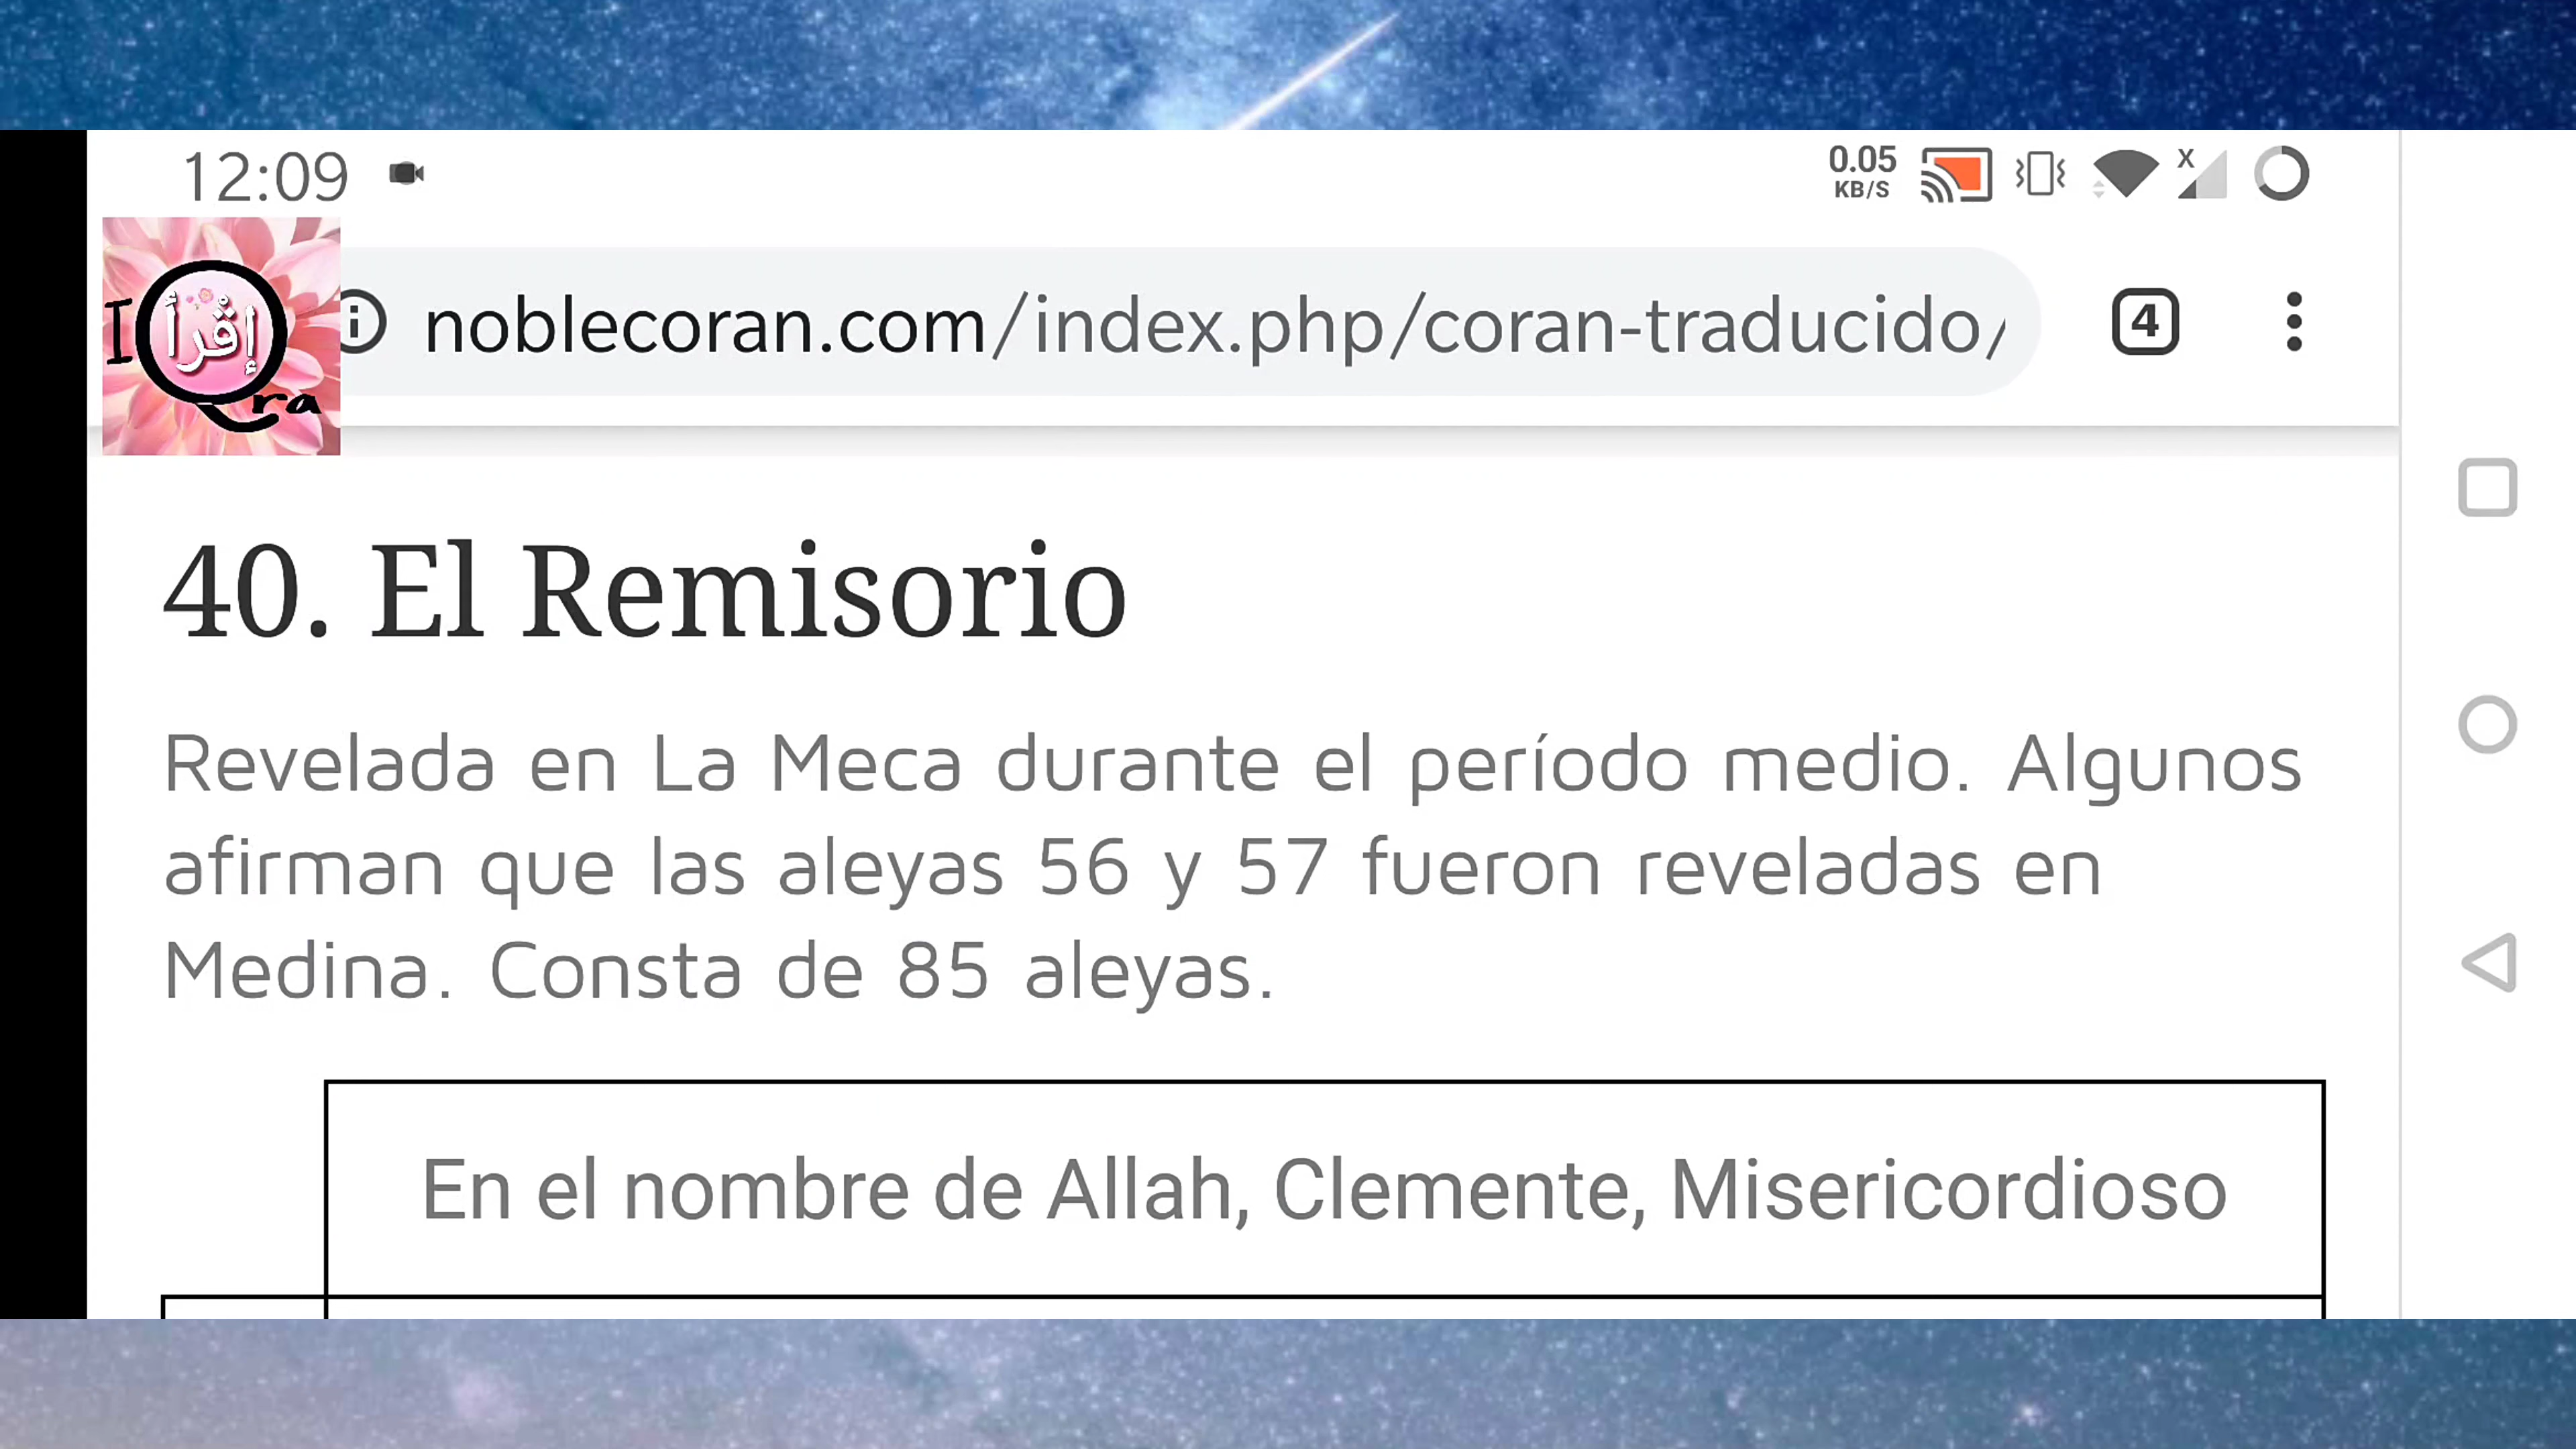 12:09
0.05
KB/S
x
noblecoran.com/index.php/coran-traducido/
4
I إقرأ
Qra
40. El Remisorio
Revelada en La Meca durante el período medio. Algunos
afirman que las aleyas 56 y 57 fueron reveladas en
Medina. Consta de 85 aleyas.
En el nombre de Allah, Clemente, Misericordioso